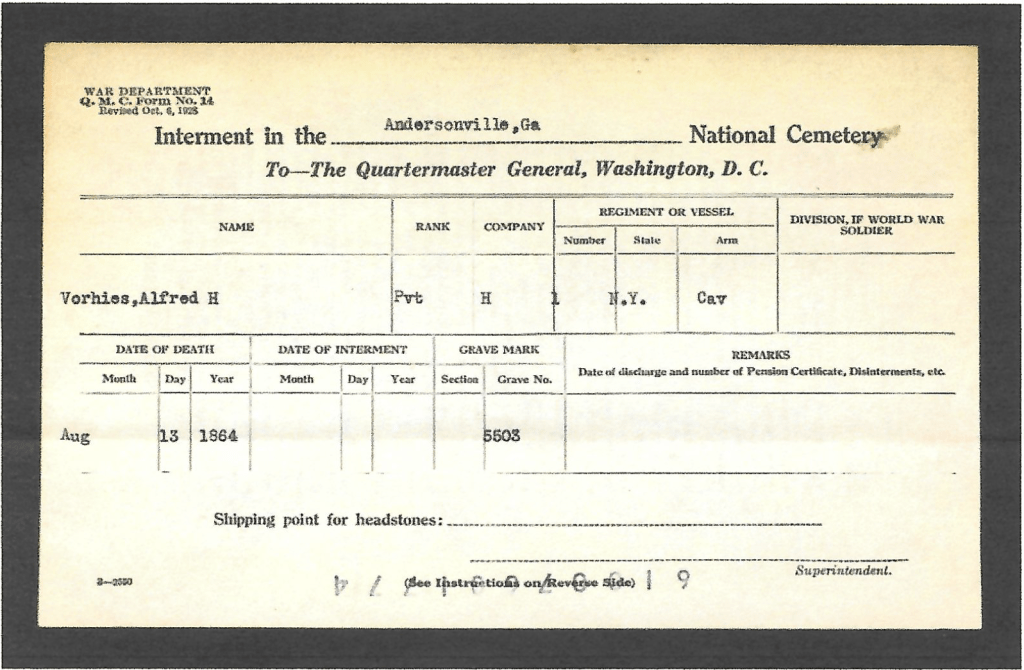 WAR DEPARTMENT
Q. M. C. Form No. 14
Revised Oct. 6, 1928
Interment in the Andersonville,Ga National Cemetery
To—The Quartermaster General, Washington, D. C.
NAME RANK COMPANY REGIMENT OR VESSEL DIVISION, IF WORLD WAR SOLDIER
Number State Arm
Vorhies,Alfred H Pvt H 1 N.Y. Cav
DATE OF DEATH DATE OF INTERMENT GRAVE MARK REMARKS
Date of discharge and number of Pension Certificate, Disinterments, etc.
Month Day Year Month Day Year Section Grave No.
Aug 13 1864 5503
Shipping point for headstones:
Superintendent.
3—2550 (See Instructions on Reverse Side)